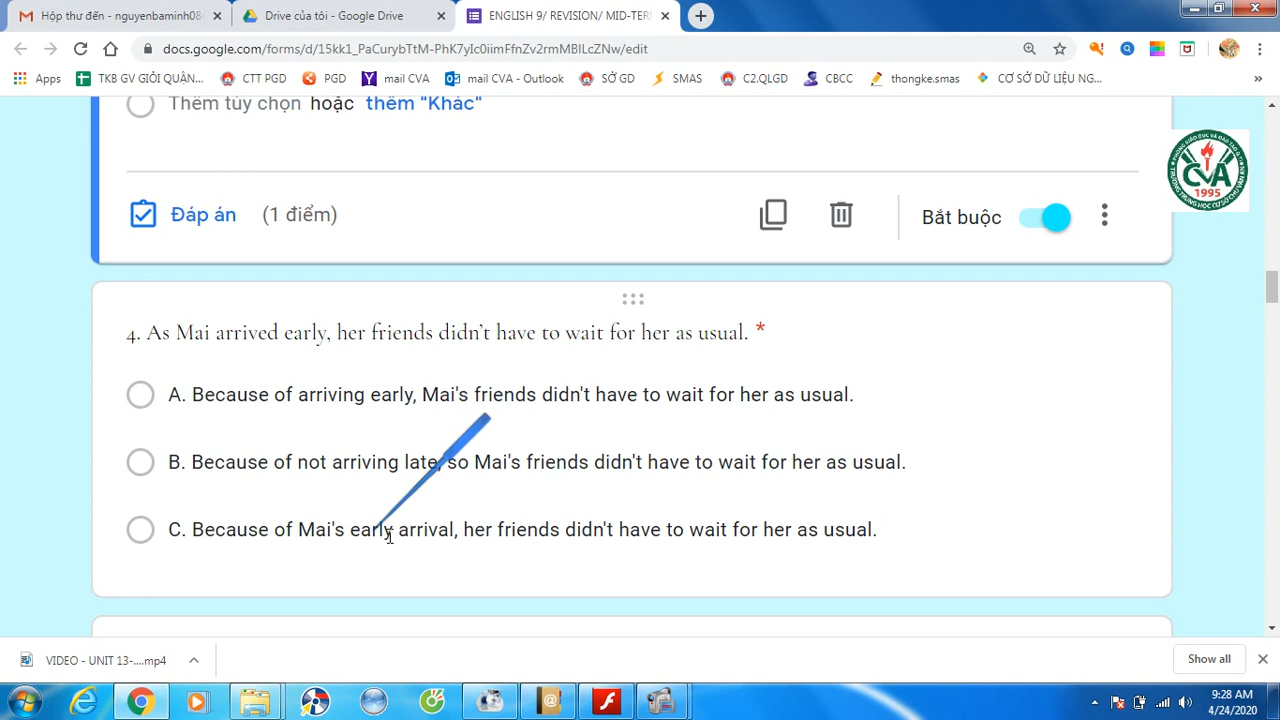 Hộp thư đến - nguyenbaminh08
Drive của tôi - Google Drive
ENGLISH 9/ REVISION/ MID-TER
docs.google.com/forms/d/15kk1_PaCurybTtM-PhK7yIc0iimFfnZv2rmMBlLcZNw/edit
Apps
TKB GV GIỎI QUẬN...
CTT PGD
PGD
mail CVA
mail CVA - Outlook
SỞ GD
SMAS
C2.QLGD
CBCC
thongke.smas
CƠ SỞ DỮ LIỆU NG...
»
Thêm tùy chọn hoặc thêm "Khác"
CVA
1995
Đáp án (1 điểm)
Bắt buộc
4. As Mai arrived early, her friends didn't have to wait for her as usual. *
A. Because of arriving early, Mai's friends didn't have to wait for her as usual.
B. Because of not arriving late, so Mai's friends didn't have to wait for her as usual.
C. Because of Mai's early arrival, her friends didn't have to wait for her as usual.
VIDEO - UNIT 13-....mp4
Show all
9:28 AM
4/24/2020